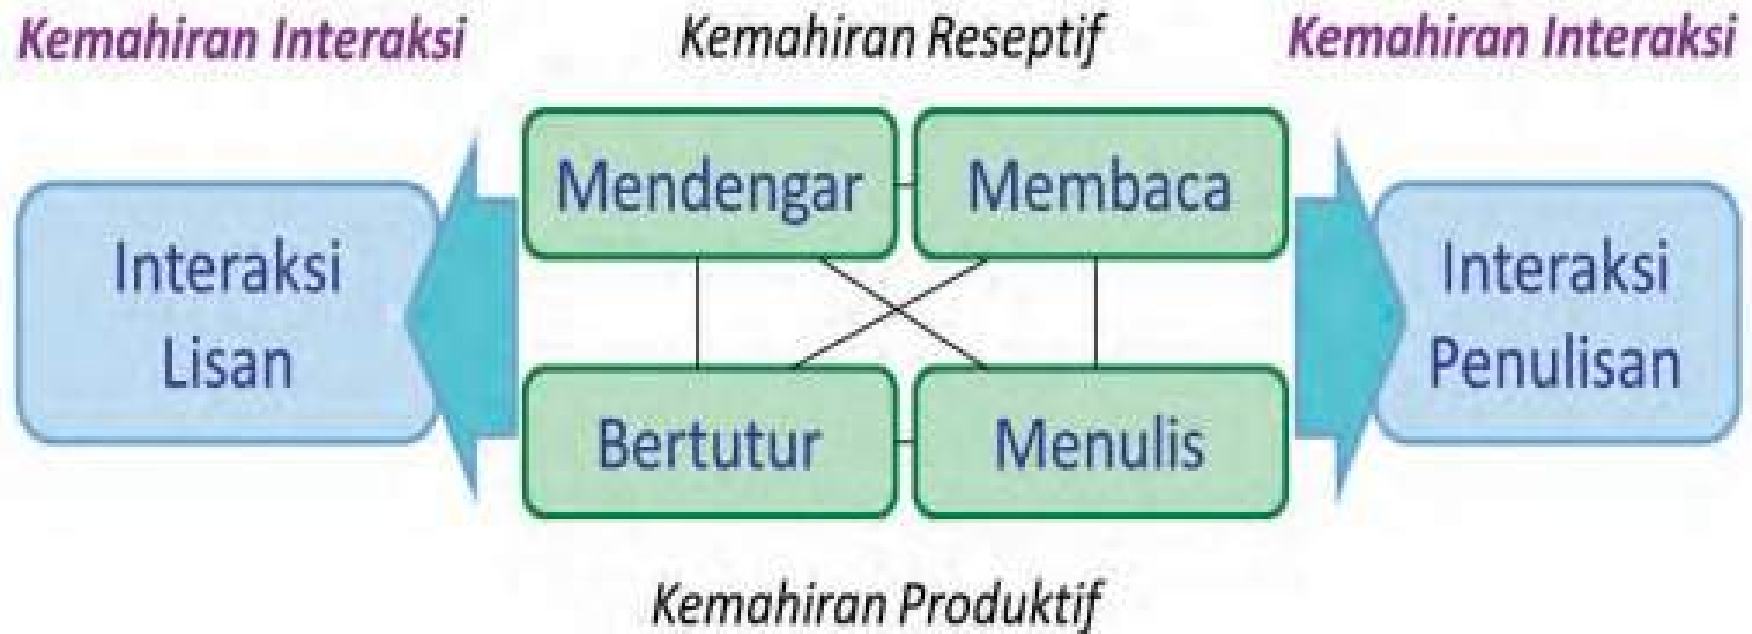 Kemahiran Interaksi
Kemahiran Reseptif
Kemahiran Interaksi
Mendengar
Membaca
Interaksi
Lisan
Interaksi
Penulisan
Bertutur
Menulis
Kemahiran Produktif